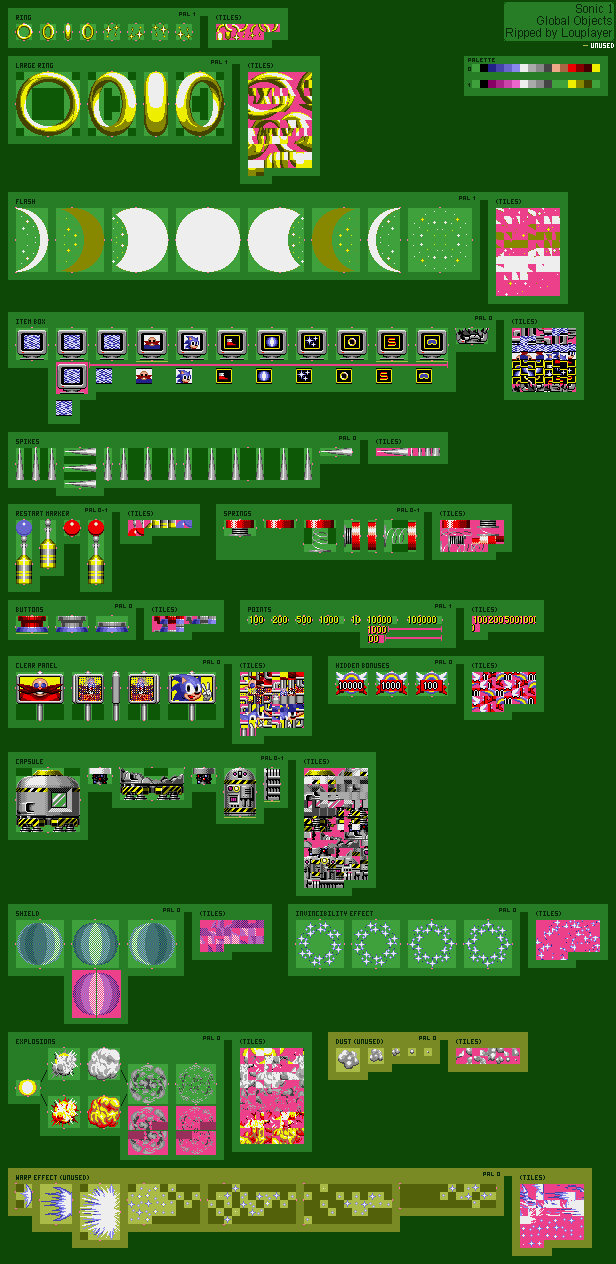 Sonic 1
Global Objects
Ripped by Louplayer
— UNUSED
RING PAL 1 (TILES)
PALETTE
0
1
LARGE RING PAL 1 (TILES)
FLASH PAL 1 (TILES)
ITEM BOX PAL 0 (TILES)
SPIKES PAL 0 (TILES)
RESTART MARKER PAL 0-1 (TILES) SPRINGS PAL 0-1 (TILES)
BUTTONS PAL 0 (TILES) POINTS PAL 1 (TILES)
100 200 500 1000 10 10000 100000
1000
00
CLEAR PANEL PAL 0 (TILES) HIDDEN BONUSES PAL 0 (TILES)
10000 1000 100
CAPSULE PAL 0-1 (TILES)
SHIELD PAL 0 (TILES) INVINCIBILITY EFFECT PAL 0 (TILES)
EXPLOSIONS PAL 0 (TILES) DUST (UNUSED) PAL 0 (TILES)
WARP EFFECT (UNUSED) PAL 0 (TILES)